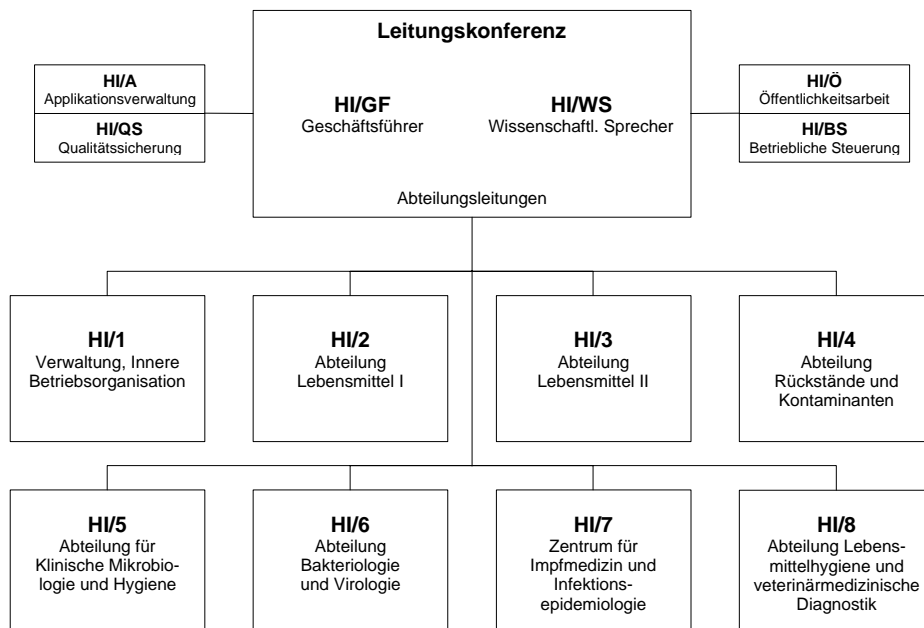 Leitungskonferenz
HI/A
Applikationsverwaltung
HI/QS
Qualitätssicherung
HI/GF
Geschäftsführer
HI/WS
Wissenschaftl. Sprecher
Abteilungsleitungen
HI/Ö
Öffentlichkeitsarbeit
HI/BS
Betriebliche Steuerung
HI/1
Verwaltung, Innere
Betriebsorganisation
HI/2
Abteilung
Lebensmittel I
HI/3
Abteilung
Lebensmittel II
HI/4
Abteilung
Rückstände und
Kontaminanten
HI/5
Abteilung für
Klinische Mikrobio-
logie und Hygiene
HI/6
Abteilung
Bakteriologie
und Virologie
HI/7
Zentrum für
Impfmedizin und
Infektions-
epidemiologie
HI/8
Abteilung Lebens-
mittelhygiene und
veterinärmedizinische
Diagnostik